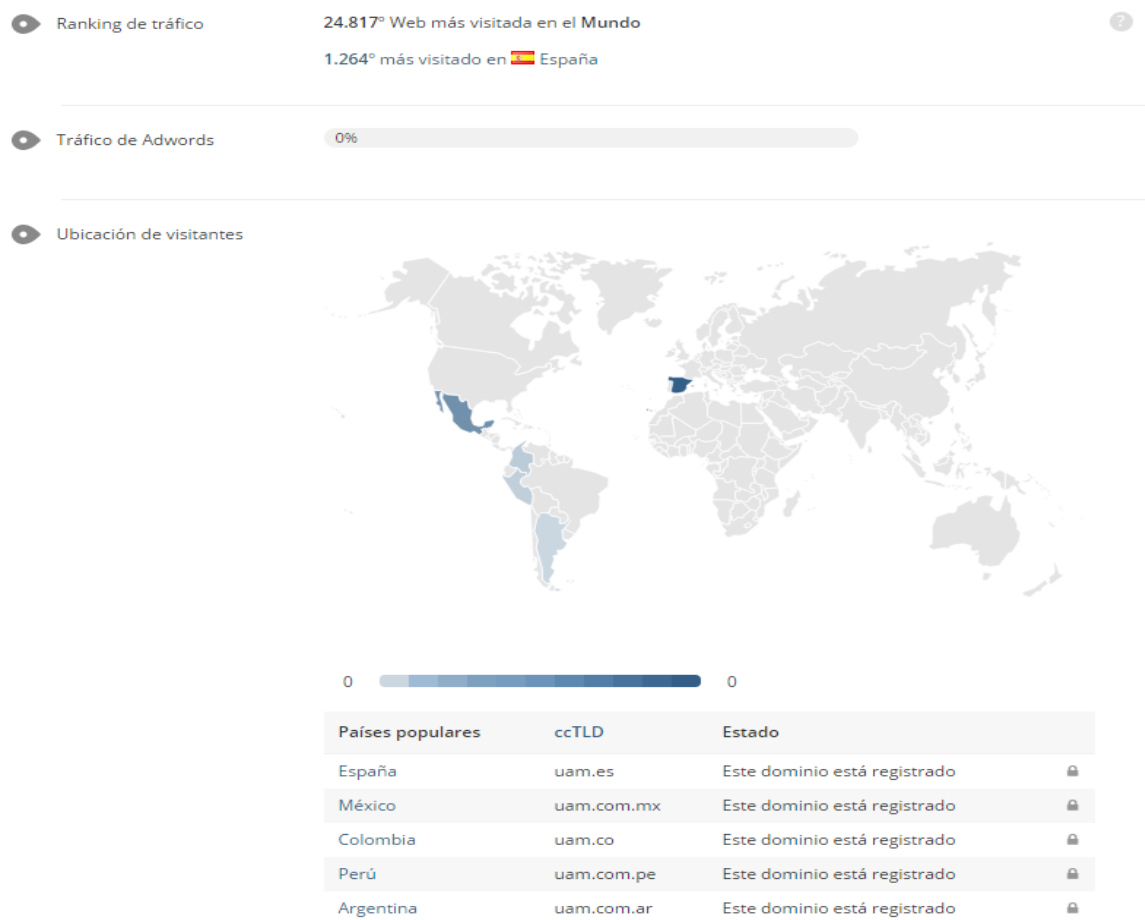 Ranking de tráfico
24.817º Web más visitada en el Mundo
?
1.264º más visitado en España
Tráfico de Adwords
0%
Ubicación de visitantes
0 0
Países populares ccTLD Estado
España uam.es Este dominio está registrado
México uam.com.mx Este dominio está registrado
Colombia uam.co Este dominio está registrado
Perú uam.com.pe Este dominio está registrado
Argentina uam.com.ar Este dominio está registrado